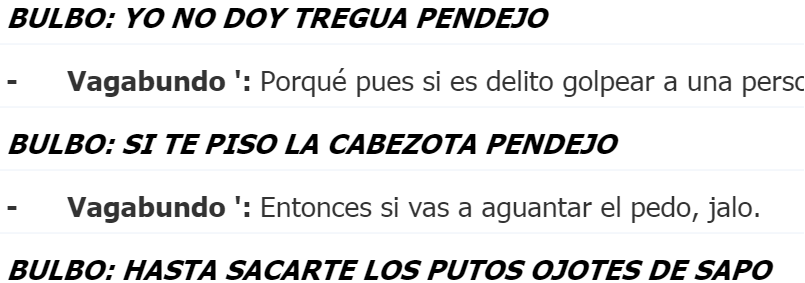 BULBO: YO NO DOY TREGUA PENDEJO
- Vagabundo ': Porqué pues si es delito golpear a una
BULBO: SI TE PISO LA CABEZOTA PENDEJO
- Vagabundo ': Entonces si vas a aguantar el pedo, jalo.
BULBO: HASTA SACARTE LOS PUTOS OJOTES DE SAPO